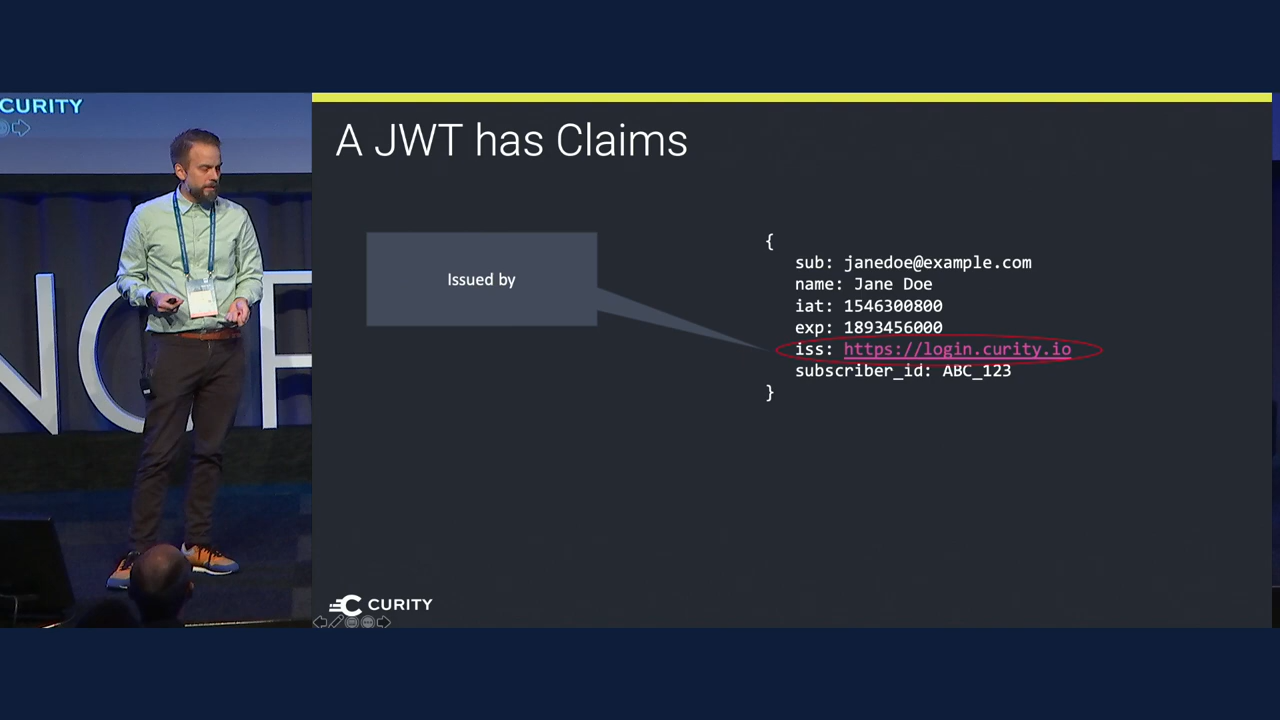 CURITY
A JWT has Claims
Issued by
{
sub: janedoe@example.com
name: Jane Doe
iat: 1546300800
exp: 1893456000
iss: https://login.curity.io
subscriber_id: ABC_123
}
CURITY